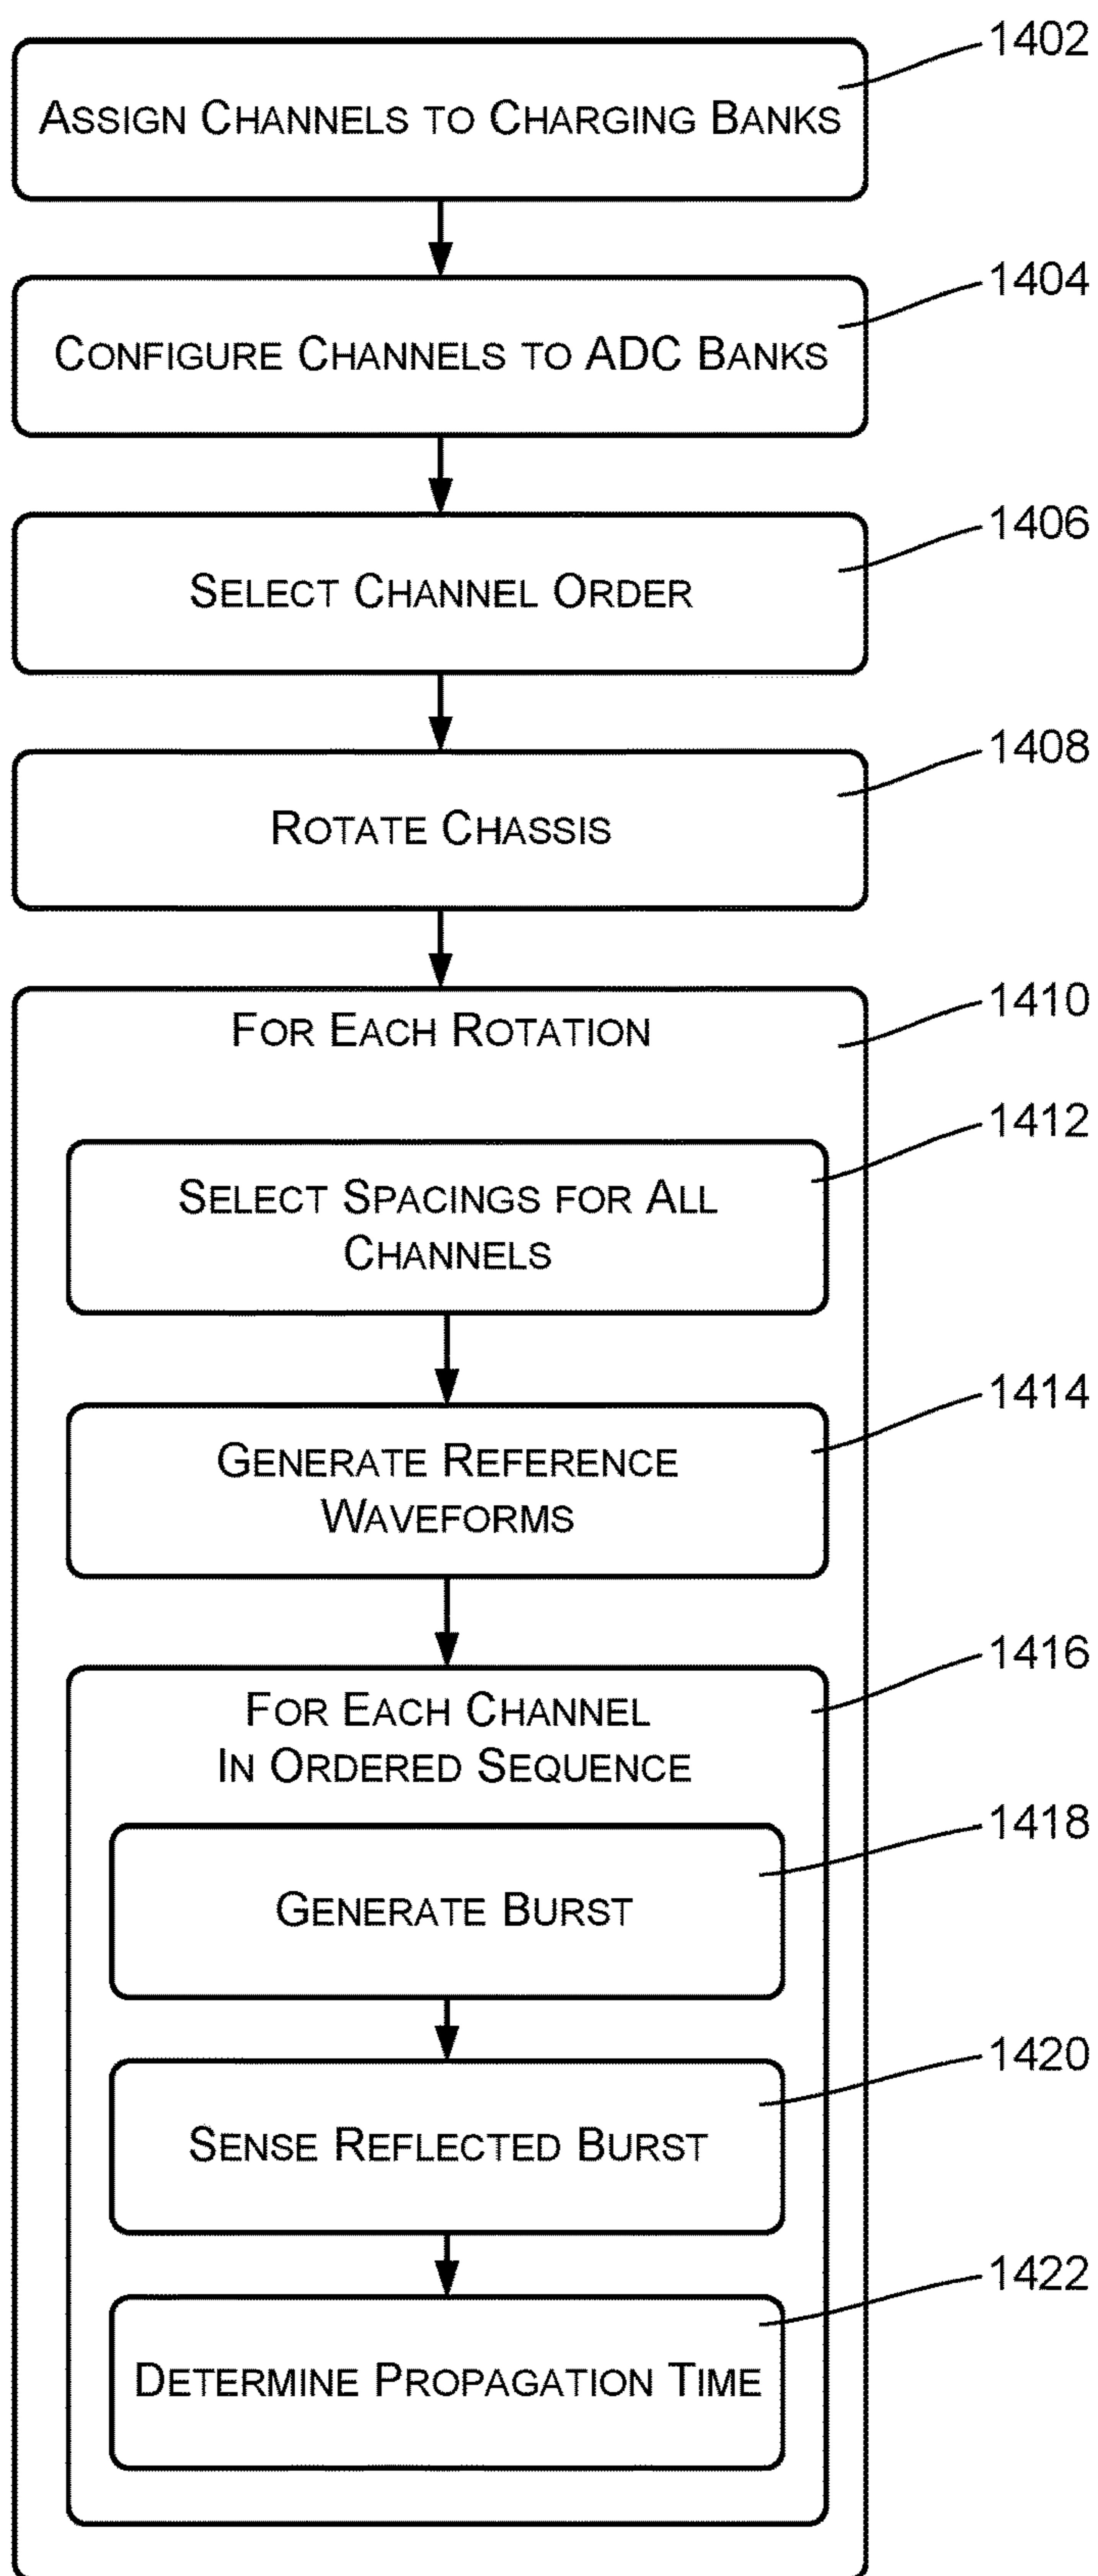 1402
ASSIGN CHANNELS TO CHARGING BANKS
1404
CONFIGURE CHANNELS TO ADC BANKS
1406
SELECT CHANNEL ORDER
1408
ROTATE CHASSIS
1410
FOR EACH ROTATION
1412
SELECT SPACINGS FOR ALL
CHANNELS
1414
GENERATE REFERENCE
WAVEFORMS
1416
FOR EACH CHANNEL
IN ORDERED SEQUENCE
1418
GENERATE BURST
1420
SENSE REFLECTED BURST
1422
DETERMINE PROPAGATION TIME